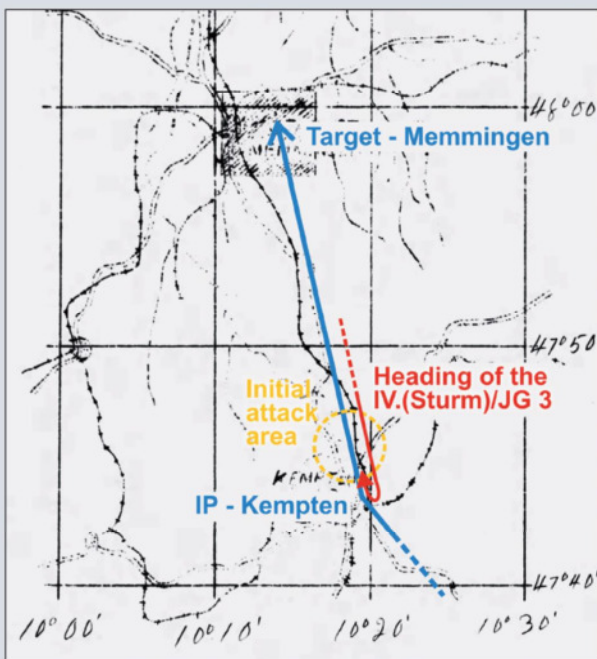 48°00'
Target - Memmingen
47°50'
Initial
attack
area
Heading of the
IV.(Sturm)/JG 3
IP - Kempten
47°40'
10°00'
10°10'
10°20'
10°30'